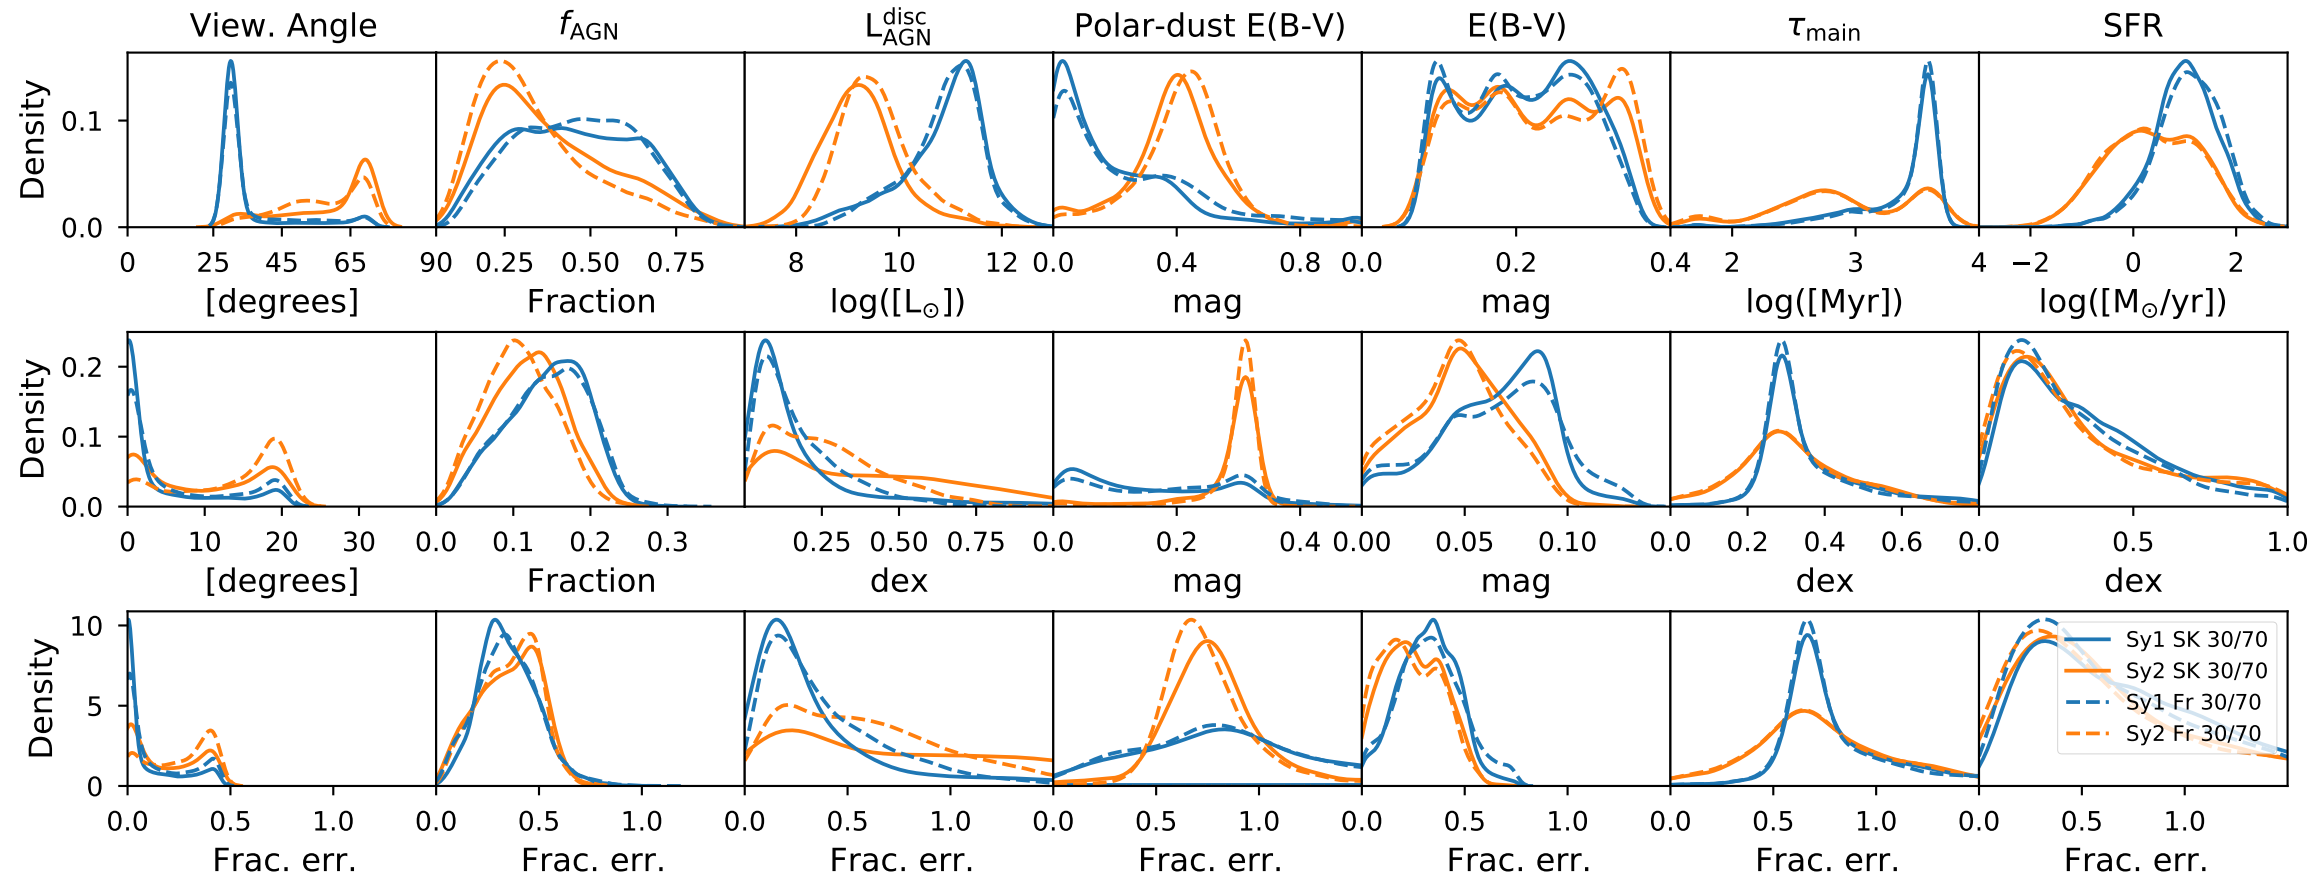 View. Angle f_AGN L^disc_AGN Polar-dust E(B-V) E(B-V) τ_main SFR
Density
0.1
0.0
0 25 45 65 90 0.25 0.50 0.75 8 10 12 0.0 0.4 0.8 0.0 0.2 0.4 2 3 4 −2 0 2
[degrees] Fraction log([L⊙]) mag mag log([Myr]) log([M⊙/yr])
Density
0.2
0.1
0.0
0 10 20 30 0.0 0.1 0.2 0.3 0.25 0.50 0.75 0.0 0.2 0.4 0.00 0.05 0.10 0.0 0.2 0.4 0.6 0.0 0.5 1.0
[degrees] Fraction dex mag mag dex dex
Density
10
5
0
Sy1 SK 30/70
Sy2 SK 30/70
Sy1 Fr 30/70
Sy2 Fr 30/70
0.0 0.5 1.0 0.0 0.5 1.0 0.0 0.5 1.0 0.0 0.5 1.0 0.0 0.5 1.0 0.0 0.5 1.0 0.0 0.5 1.0
Frac. err. Frac. err. Frac. err. Frac. err. Frac. err. Frac. err. Frac. err.